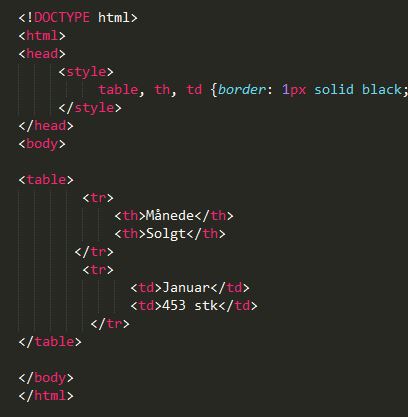 <!DOCTYPE html>
<html>
<head>
<style>
table, th, td {border: 1px solid black;
</style>
</head>
<body>
<table>
<tr>
<th>Månede</th>
<th>Solgt</th>
</tr>
<tr>
<td>Januar</td>
<td>453 stk</td>
</tr>
</table>
</body>
</html>